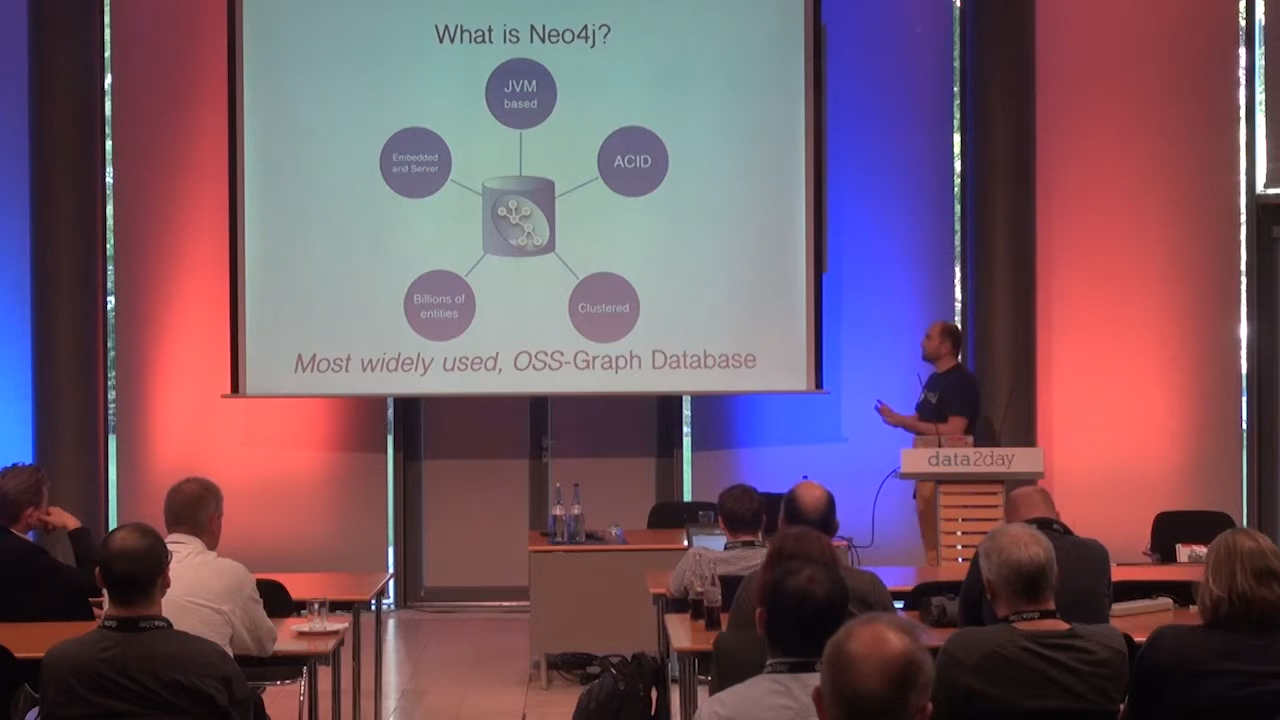 What is Neo4j?
JVM
based
Embedded
and Server
ACID
Billions of
entities
Clustered
Most widely used, OSS-Graph Database
data2day